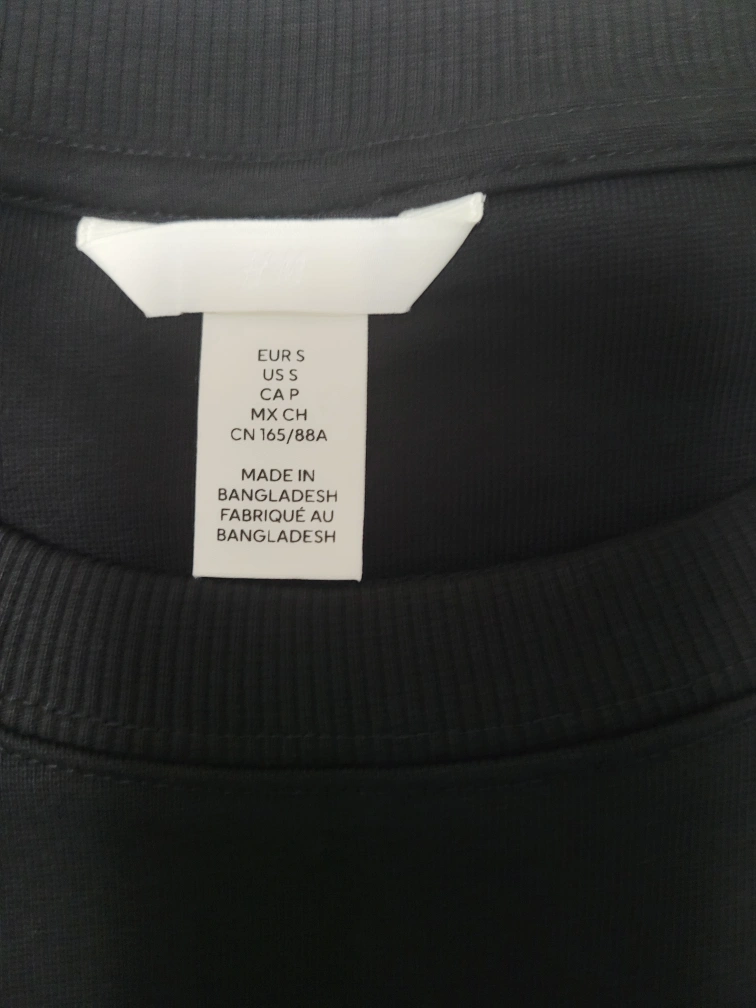 EUR S
US S
CA P
MX CH
CN 165/88A
MADE IN
BANGLADESH
FABRIQUÉ AU
BANGLADESH